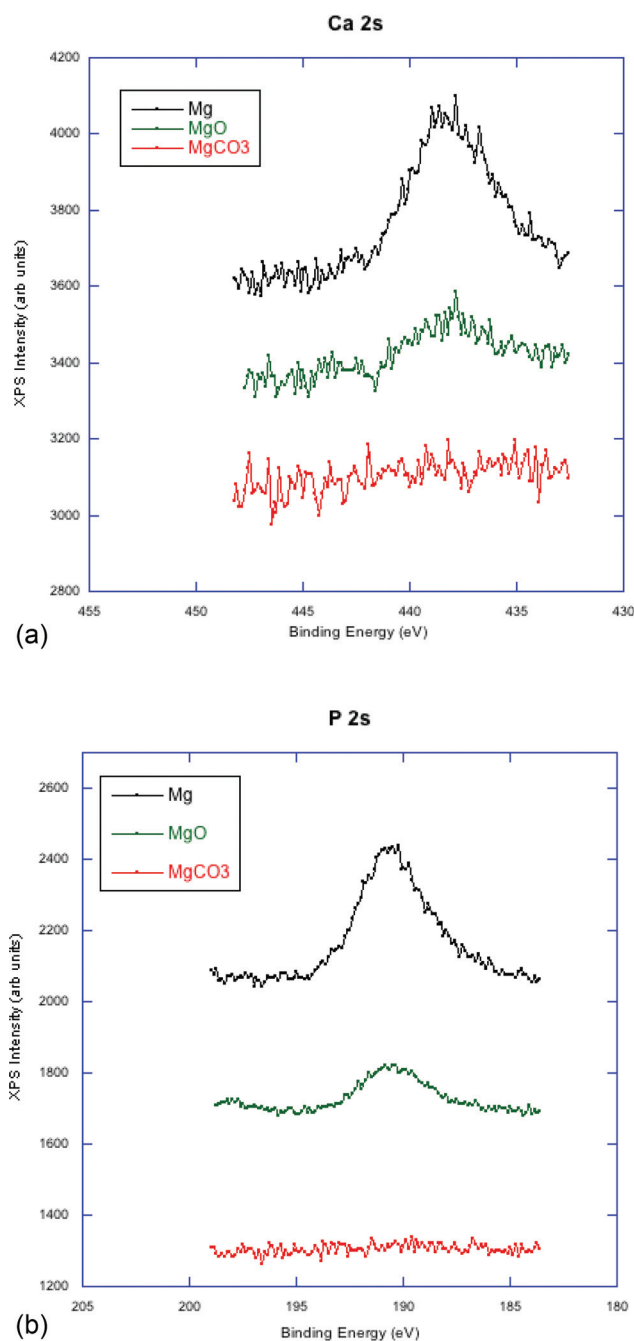 Ca 2s
4200
4000
3800
3600
3400
3200
3000
2800
XPS Intensity (arb units)
Mg
MgO
MgCO3
455
450
445
440
435
430
Binding Energy (eV)
(a)
P 2s
2600
2400
2200
2000
1800
1600
1400
1200
XPS Intensity (arb units)
Mg
MgO
MgCO3
205
200
195
190
185
180
Binding Energy (eV)
(b)